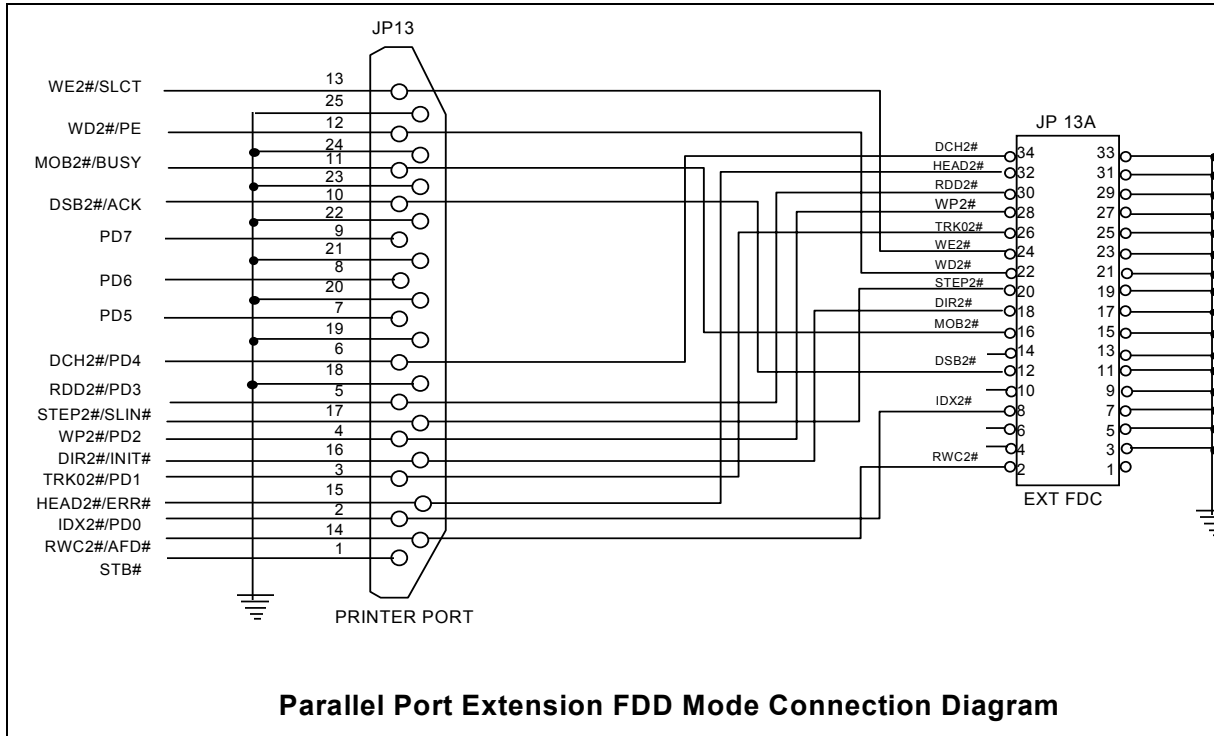 JP13
WE2#/SLCT
WD2#/PE
MOB2#/BUSY
DSB2#/ACK
PD7
PD6
PD5
DCH2#/PD4
RDD2#/PD3
STEP2#/SLIN#
WP2#/PD2
DIR2#/INIT#
TRK02#/PD1
HEAD2#/ERR#
IDX2#/PD0
RWC2#/AFD#
STB#
13
25
12
24
11
23
10
22
9
21
8
20
7
19
6
18
5
17
4
16
3
15
2
14
1
PRINTER PORT
JP 13A
DCH2# 34 33
HEAD2# 32 31
RDD2# 30 29
WP2# 28 27
TRK02# 26 25
WE2# 24 23
WD2# 22 21
STEP2# 20 19
DIR2# 18 17
MOB2# 16 15
14 13
DSB2# 12 11
10 9
IDX2# 8 7
6 5
4 3
RWC2# 2 1
EXT FDC
Parallel Port Extension FDD Mode Connection Diagram